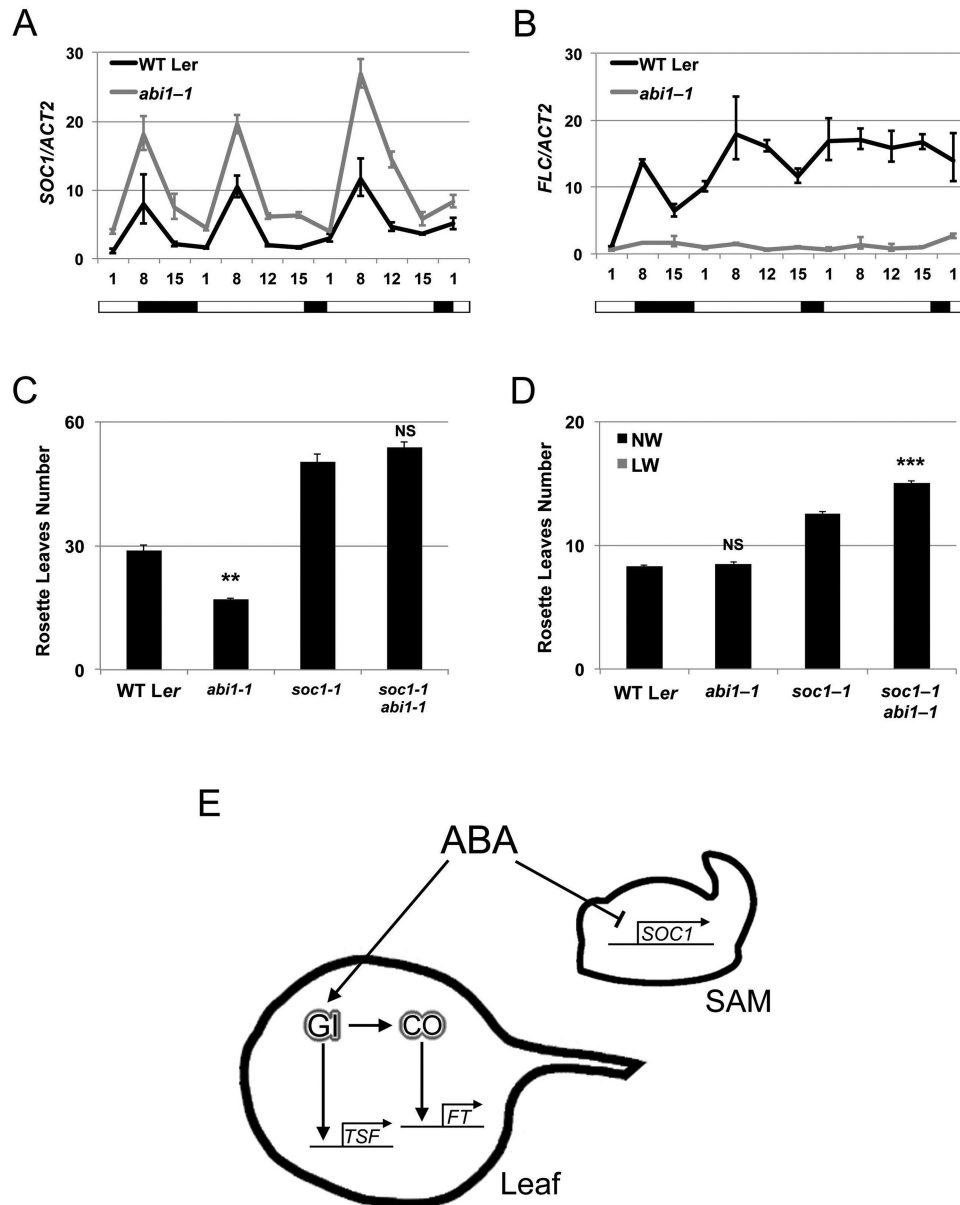 A
30
20
10
0
SOC1/ACT2
WT Ler
abi1–1
1 8 15 1 8 12 15 1 8 12 15 1
B
30
20
10
0
FLC/ACT2
WT Ler
abi1–1
1 8 15 1 8 12 15 1 8 12 15 1
C
60
30
0
Rosette Leaves Number
**
NS
WT Ler
abi1-1
soc1-1
soc1-1
abi1-1
D
20
10
0
Rosette Leaves Number
NW
LW
NS
***
WT Ler
abi1–1
soc1–1
soc1–1
abi1–1
E
ABA
SOC1
SAM
GI
CO
TSF
FT
Leaf